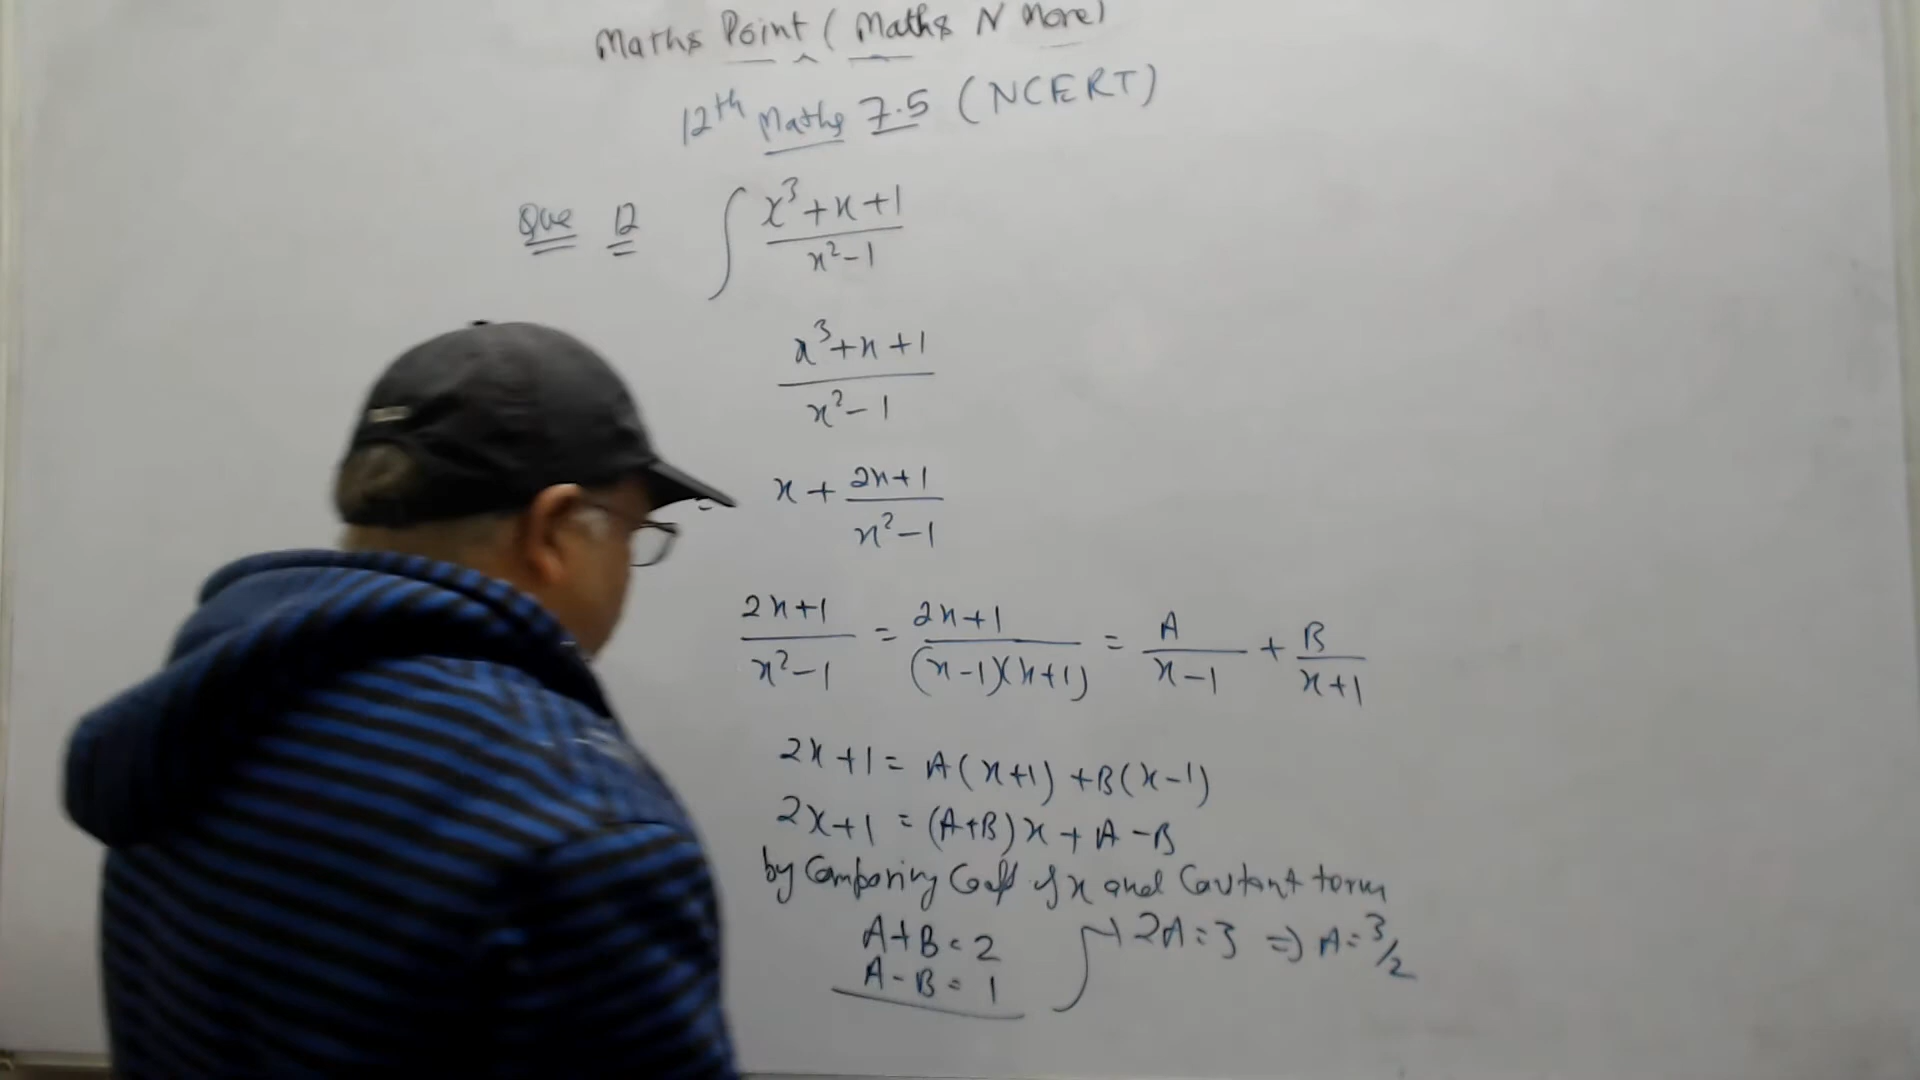 Maths Point (Maths N More)
12th Maths 7.5 (NCERT)
Que 12 ∫ x³+x+1 / x²-1
x³+x+1 / x²-1
= x + 2x+1 / x²-1
2x+1 / x²-1 = 2x+1 / (x-1)(x+1) = A / x-1 + B / x+1
2x+1 = A(x+1) +B(x-1)
2x+1 = (A+B)x + A-B
by Comparing Coff of x and term
A+B = 2
A-B = 1
2A = 3 => A = 3/2